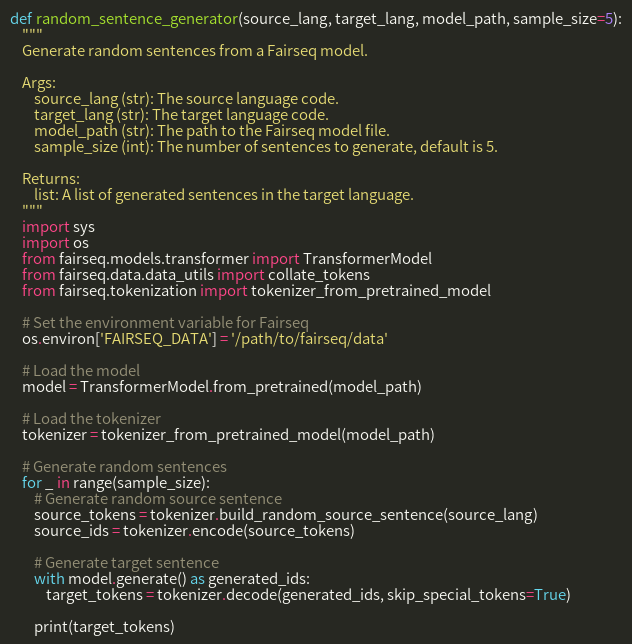 def random_sentence_generator(source_lang, target_lang, model_path, sample_size=5):
    """
    Generate random sentences from a Fairseq model.

    Args:
        source_lang (str): The source language code.
        target_lang (str): The target language code.
        model_path (str): The path to the Fairseq model file.
        sample_size (int): The number of sentences to generate, default is 5.

    Returns:
        list: A list of generated sentences in the target language.
    """
    import sys
    import os
    from fairseq.models.transformer import TransformerModel
    from fairseq.data.data_utils import collate_tokens
    from fairseq.tokenization import tokenizer_from_pretrained_model

    # Set the environment variable for Fairseq
    os.environ['FAIRSEQ_DATA'] = '/path/to/fairseq/data'

    # Load the model
    model = TransformerModel.from_pretrained(model_path)

    # Load the tokenizer
    tokenizer = tokenizer_from_pretrained_model(model_path)

    # Generate random sentences
    for _ in range(sample_size):
        # Generate random source sentence
        source_tokens = tokenizer.build_random_source_sentence(source_lang)
        source_ids = tokenizer.encode(source_tokens)

        # Generate target sentence
        with model.generate() as generated_ids:
            target_tokens = tokenizer.decode(generated_ids, skip_special_tokens=True)

        print(target_tokens)